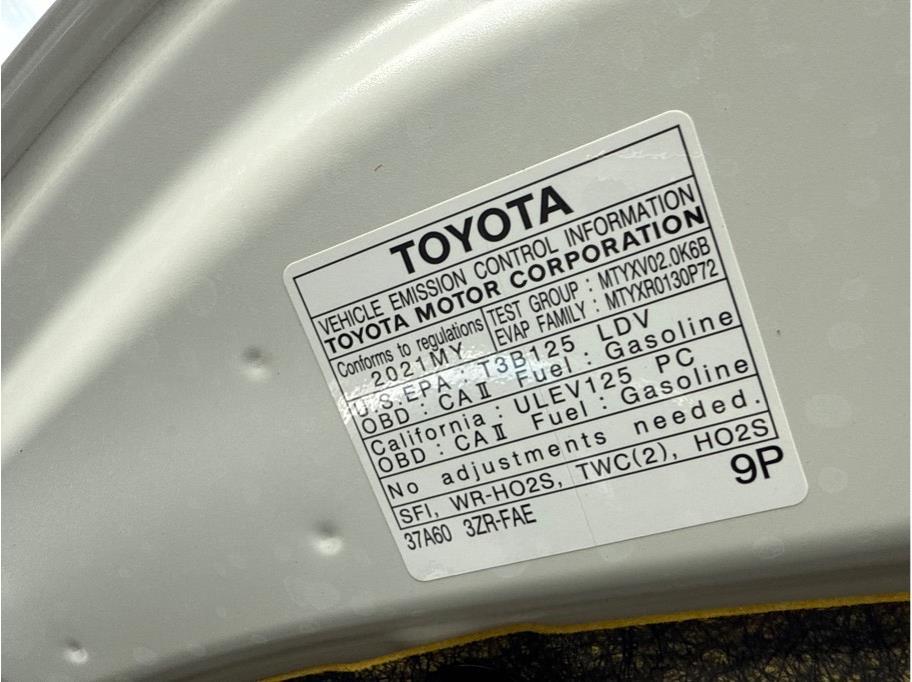 TOYOTA
VEHICLE EMISSION CONTROL INFORMATION
TOYOTA MOTOR CORPORATION
Conforms to regulations
2021MY
TEST GROUP : MTYXV02.0K6B
EVAP FAMILY : MTYXR0130P72
U.S.EPA : T3B125 LDV
OBD : CAⅡ Fuel : Gasoline
California : ULEV125 PC
OBD : CAⅡ Fuel : Gasoline
No adjustments needed.
SFI, WR-HO2S, TWC(2), HO2S
37A60 3ZR-FAE
9P